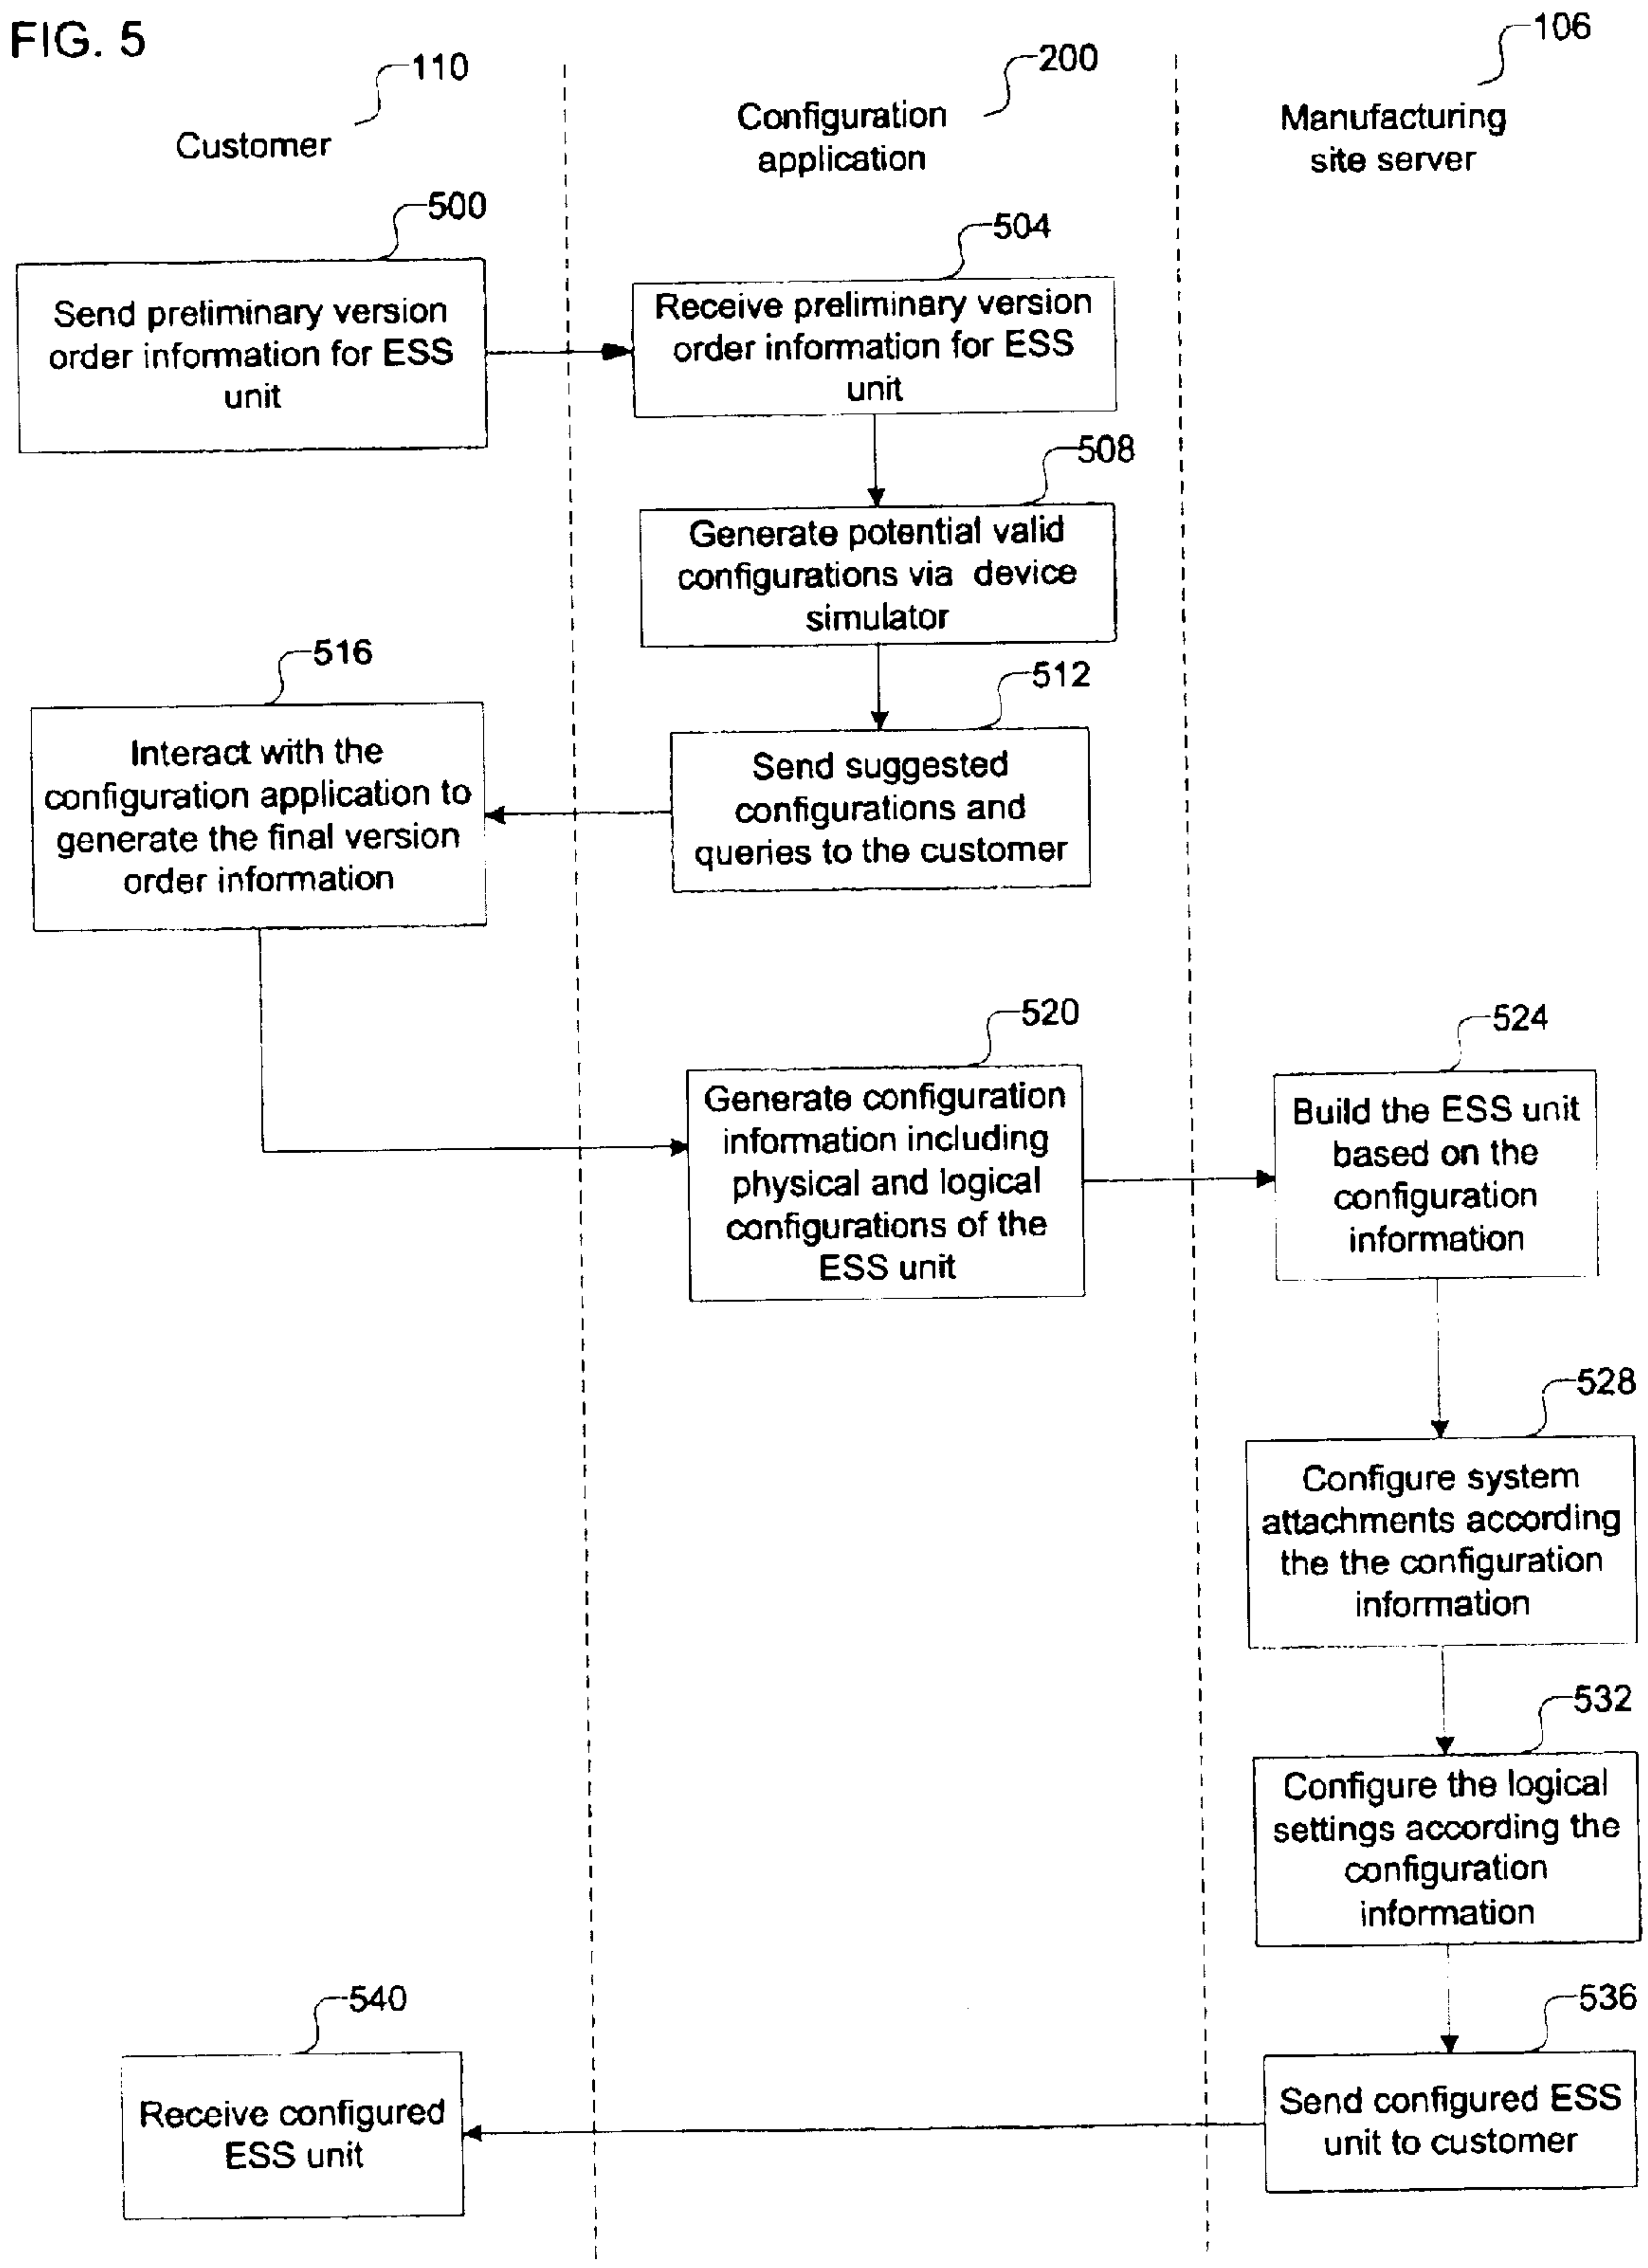 FIG. 5
110
200
106
Customer
Configuration
application
Manufacturing
site server
500
Send preliminary version
order information for ESS
unit
504
Receive preliminary version
order information for ESS
unit
508
Generate potential valid
configurations via device
simulator
512
Send suggested
configurations and
queries to the customer
516
Interact with the
configuration application to
generate the final version
order information
520
Generate configuration
information including
physical and logical
configurations of the
ESS unit
524
Build the ESS unit
based on the
configuration
information
528
Configure system
attachments according
the the configuration
information
532
Configure the logical
settings according the
configuration
information
536
Send configured ESS
unit to customer
540
Receive configured
ESS unit